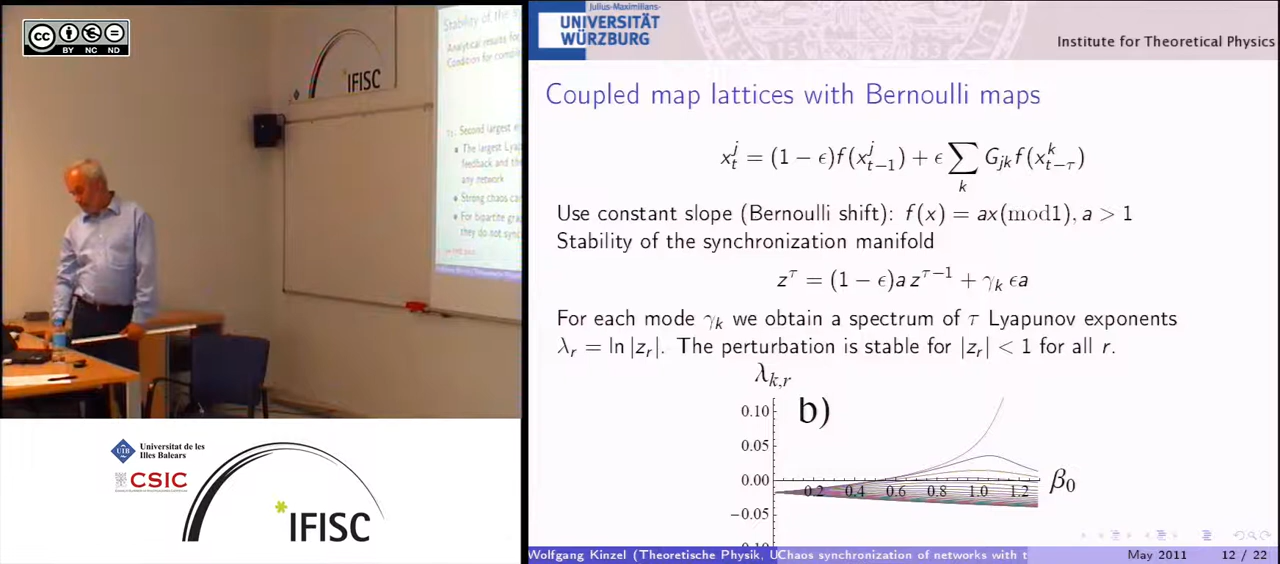 cc BY NC ND
IFISC
Stability of the
Analytical results for
Condition for
Second largest
The largest Lya
feedback and the
any network
Strong chaos
For bipartite gra
they do not sync
Universitat de les
Illes Balears
UIB
CSIC
IFISC
Julius-Maximilians-
UNIVERSITÄT
WÜRZBURG
Institute for Theoretical Physics
Coupled map lattices with Bernoulli maps
x_t^j = (1 − ϵ)f(x_{t−1}^j) + ϵ ∑_k G_{jk} f(x_{t−τ}^k)
Use constant slope (Bernoulli shift): f(x) = ax(mod1), a > 1
Stability of the synchronization manifold
z^τ = (1 − ϵ)a z^{τ−1} + γ_k ϵa
For each mode γ_k we obtain a spectrum of τ Lyapunov exponents
λ_r = ln |z_r|. The perturbation is stable for |z_r| < 1 for all r.
λ_{k,r}
b)
0.10
0.05
0.00
−0.05
−0.10
0.2 0.4 0.6 0.8 1.0 1.2
β_0
Wolfgang Kinzel (Theoretische Physik, UChaos synchronization of networks with t
May 2011
12 / 22